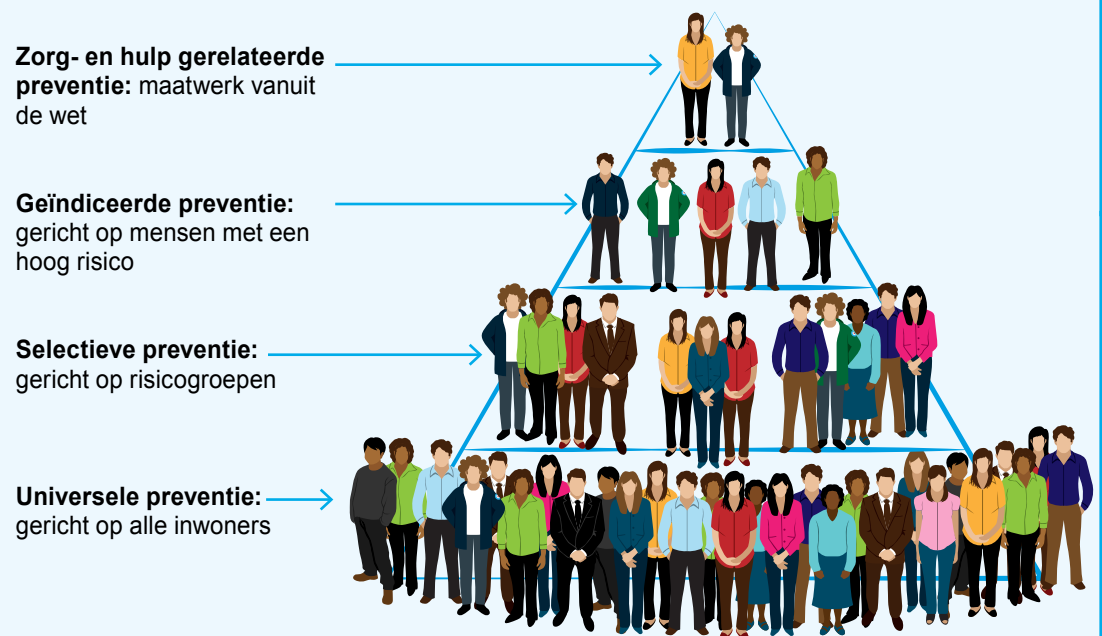 Zorg- en hulp gerelateerde
preventie: maatwerk vanuit
de wet
Geïndiceerde preventie:
gericht op mensen met een
hoog risico
Selectieve preventie:
gericht op risicogroepen
Universele preventie:
gericht op alle inwoners